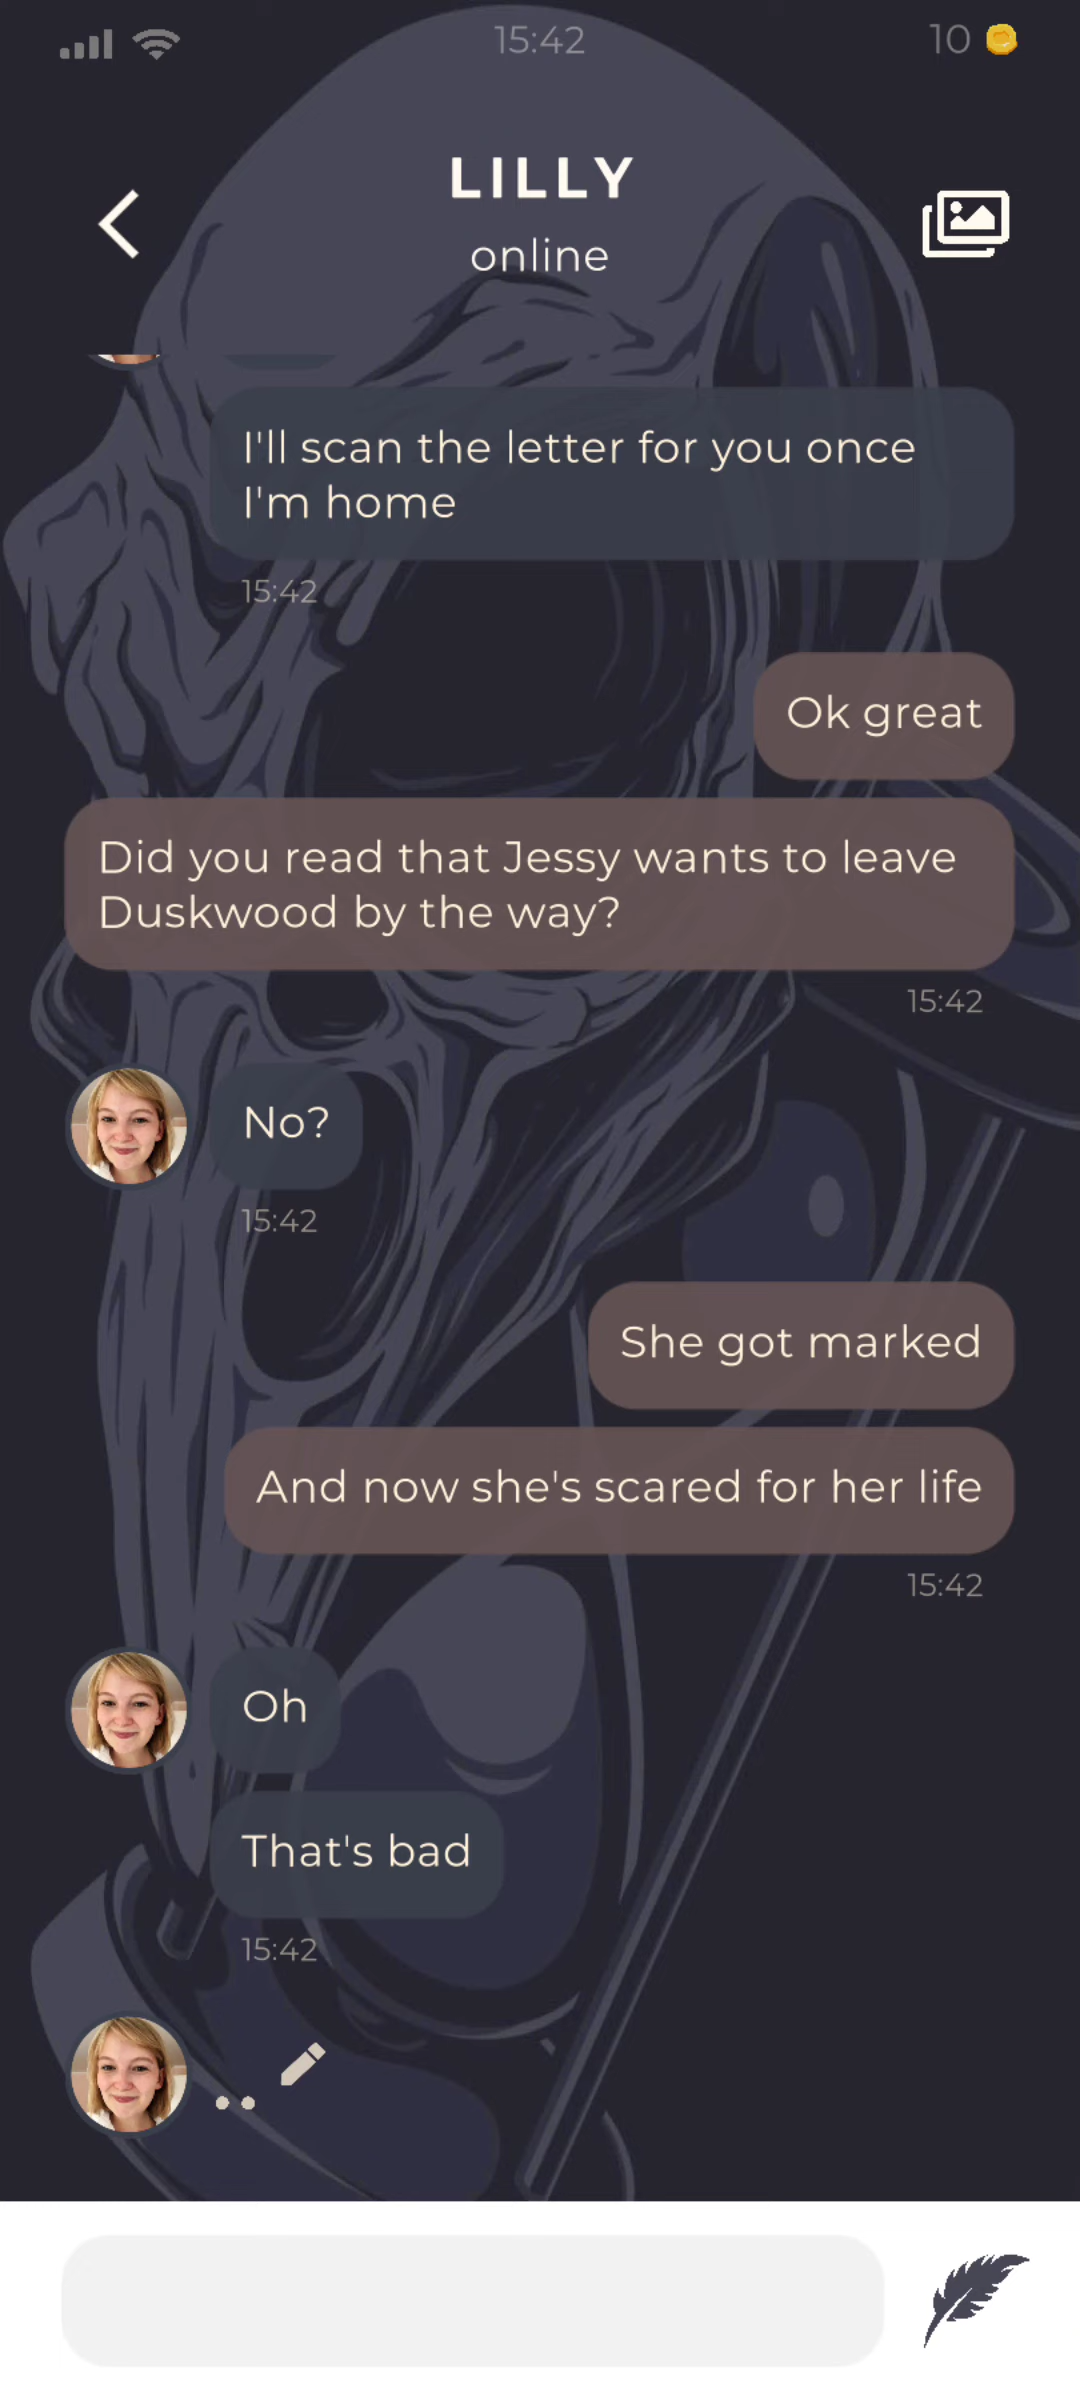 15:42
10
LILLY
online
I'll scan the letter for you once
I'm home
15:42
Ok great
Did you read that Jessy wants to leave
Duskwood by the way?
15:42
No?
15:42
She got marked
And now she's scared for her life
15:42
Oh
That's bad
15:42